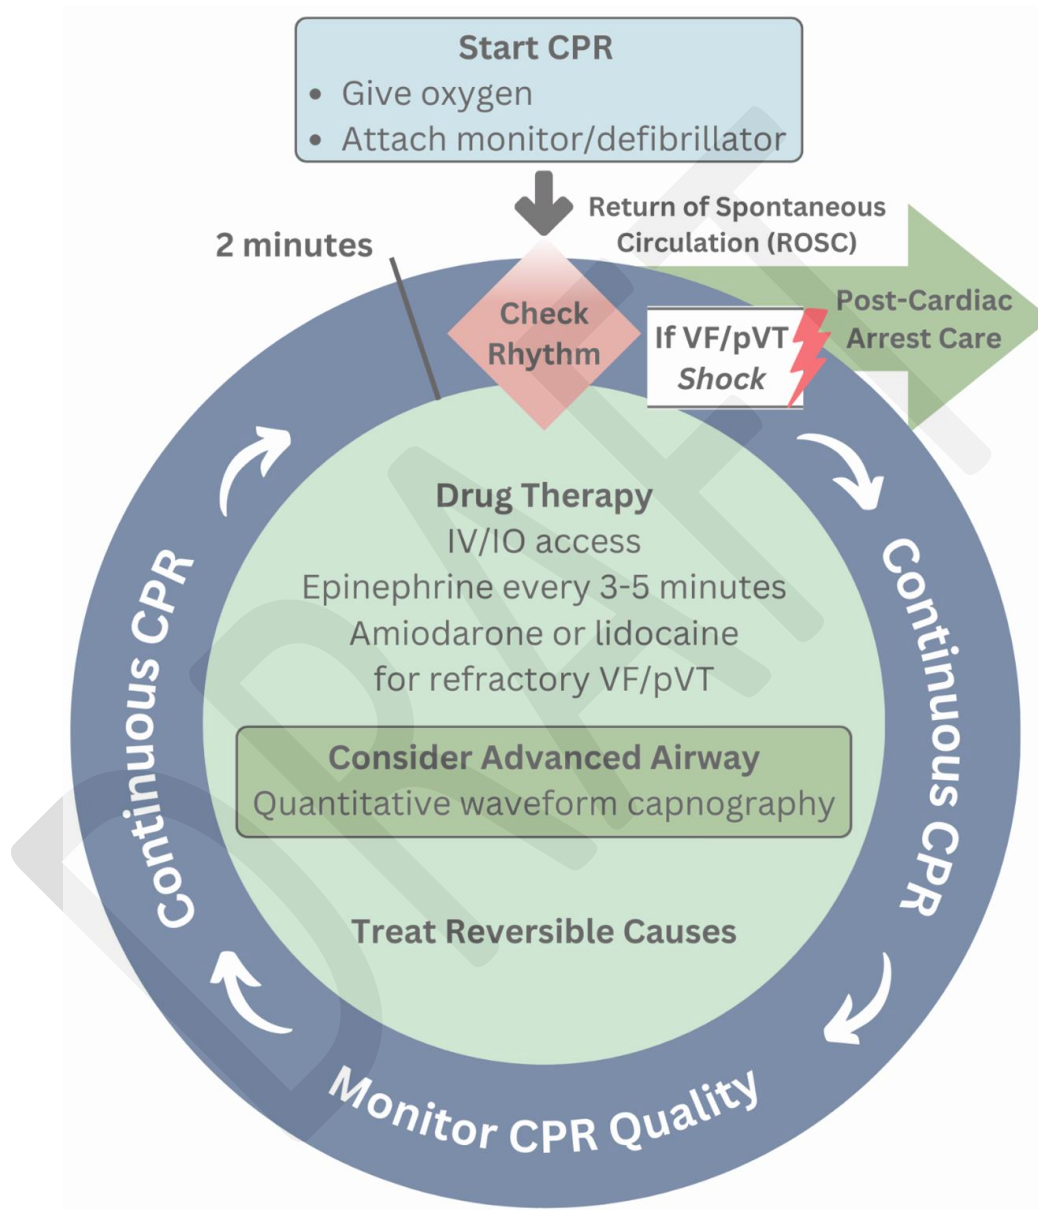 Start CPR
• Give oxygen
• Attach monitor/defibrillator
2 minutes
Return of Spontaneous
Circulation (ROSC)
Post-Cardiac
Arrest Care
Check
Rhythm
If VF/pVT
Shock
Drug Therapy
IV/IO access
Epinephrine every 3-5 minutes
Amiodarone or lidocaine
for refractory VF/pVT
Consider Advanced Airway
Quantitative waveform capnography
Treat Reversible Causes
Continuous CPR
Monitor CPR Quality
Continuous CPR
DRAFT